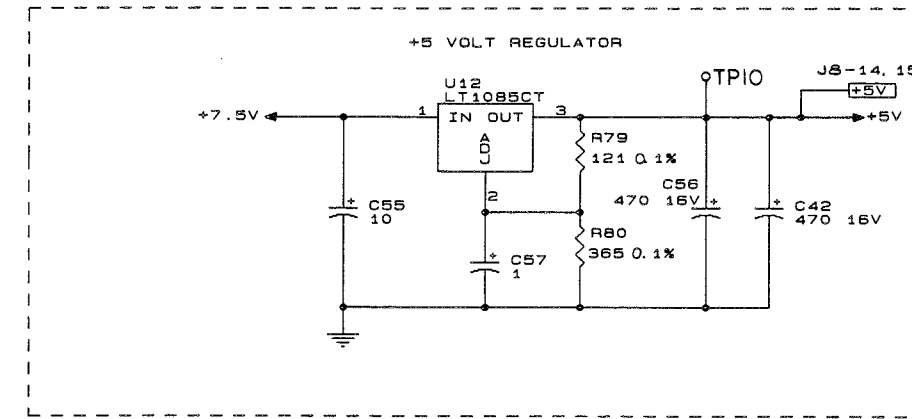 +5 VOLT REGULATOR
TP10
J8-14, 15
+5V
U12
LT1085CT
+7.5V
1
IN OUT
3
+5V
ADJ
R79
121 0.1%
2
C55
10
C56
470 16V
C42
470 16V
R80
365 0.1%
C57
1